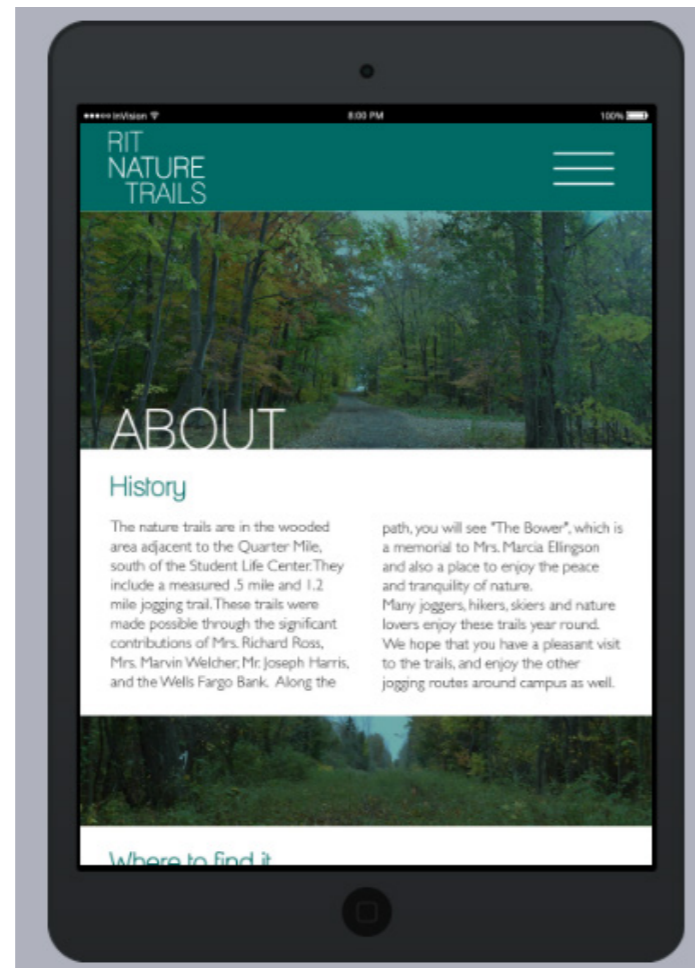 InVision
8:00 PM
100%
RIT
NATURE
TRAILS
ABOUT
History
The nature trails are in the wooded
area adjacent to the Quarter Mile,
south of the Student Life Center. They
include a measured .5 mile and 1.2
mile jogging trail. These trails were
made possible through the significant
contributions of Mrs. Richard Ross,
Mrs. Marvin Welcher, Mr. Joseph Harris,
and the Wells Fargo Bank.  Along the
path, you will see "The Bower", which is
a memorial to Mrs. Marcia Ellingson
and also a place to enjoy the peace
and tranquility of nature.
Many joggers, hikers, skiers and nature
lovers enjoy these trails year round.
We hope that you have a pleasant visit
to the trails, and enjoy the other
jogging routes around campus as well.
Where to find it